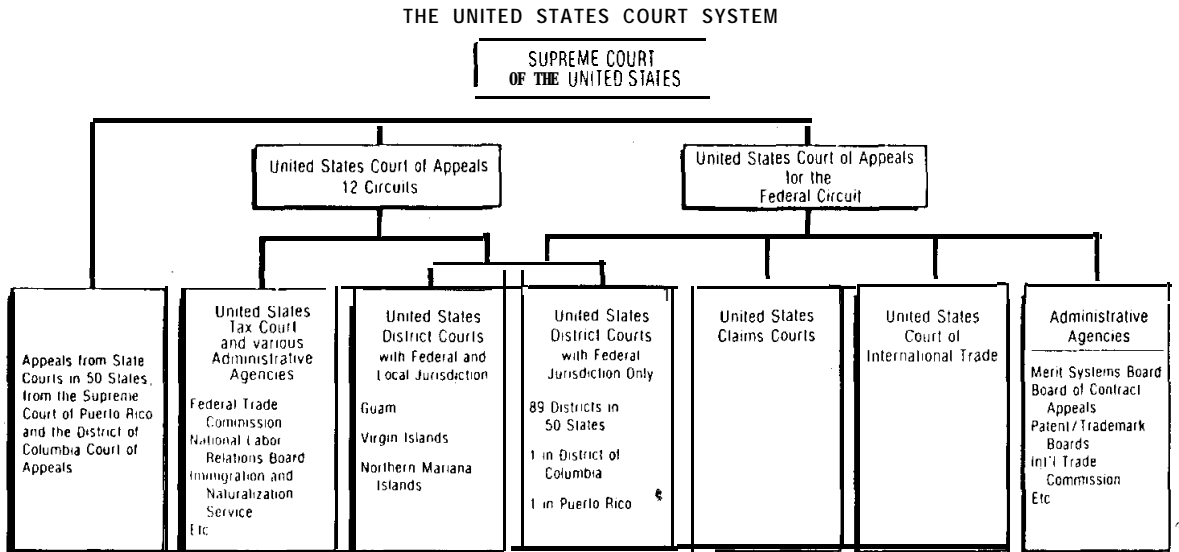 THE UNITED STATES COURT SYSTEM
SUPREME COURT
OF THE UNITED STATES
United States Court of Appeals
12 Circuits
United States Court of Appeals
for the
Federal Circuit
Appeals from State
Courts in 50 States,
from the Supreme
Court of Puerto Rico
and the District of
Columbia Court of
Appeals
United States
Tax Court
and various
Administrative
Agencies
Federal Trade
Commission
National Labor
Relations Board
Immigration and
Naturalization
Service
Etc
United States
District Courts
with Federal and
Local Jurisdiction
Guam
Virgin Islands
Northern Mariana
Islands
United States
District Courts
with Federal
Jurisdiction Only
89 Districts in
50 States
1 in District of
Columbia
1 in Puerto Rico
United States
Claims Courts
United States
Court of
International Trade
Administrative
Agencies
Merit Systems Board
Board of Contract
Appeals
Patent/Trademark
Boards
Int'l Trade
Commission
Etc